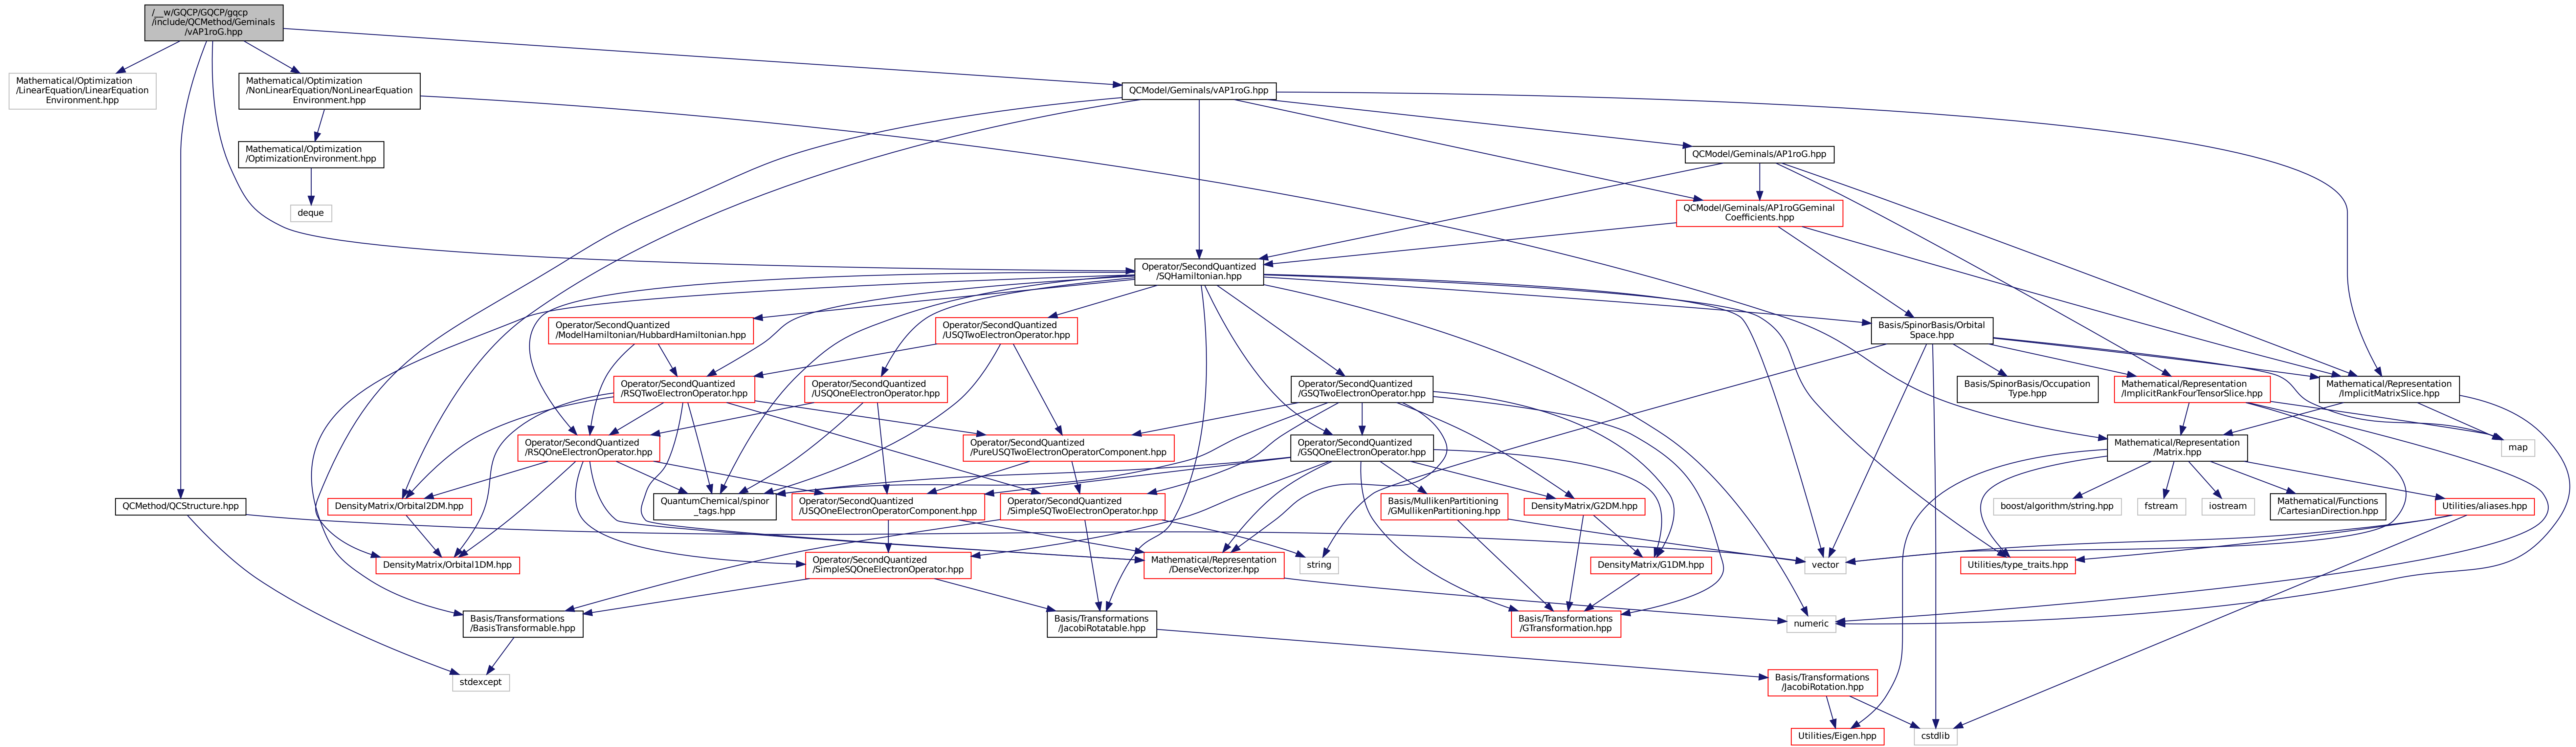 /__w/GQCP/GQCP/gqcp
/include/QCMethod/Geminals
/vAP1roG.hpp
Mathematical/Optimization
/LinearEquation/LinearEquation
Environment.hpp
Mathematical/Optimization
/NonLinearEquation/NonLinearEquation
Environment.hpp
QCModel/Geminals/vAP1roG.hpp
Mathematical/Optimization
/OptimizationEnvironment.hpp
QCModel/Geminals/AP1roG.hpp
deque
QCModel/Geminals/AP1roGGeminal
Coefficients.hpp
Operator/SecondQuantized
/SQHamiltonian.hpp
Operator/SecondQuantized
/ModelHamiltonian/HubbardHamiltonian.hpp
Operator/SecondQuantized
/USQTwoElectronOperator.hpp
Basis/SpinorBasis/Orbital
Space.hpp
Operator/SecondQuantized
/RSQTwoElectronOperator.hpp
Operator/SecondQuantized
/USQOneElectronOperator.hpp
Operator/SecondQuantized
/GSQTwoElectronOperator.hpp
Basis/SpinorBasis/Occupation
Type.hpp
Mathematical/Representation
/ImplicitRankFourTensorSlice.hpp
Mathematical/Representation
/ImplicitMatrixSlice.hpp
Operator/SecondQuantized
/RSQOneElectronOperator.hpp
Operator/SecondQuantized
/PureUSQTwoElectronOperatorComponent.hpp
Operator/SecondQuantized
/GSQOneElectronOperator.hpp
Mathematical/Representation
/Matrix.hpp
map
QCMethod/QCStructure.hpp
DensityMatrix/Orbital2DM.hpp
QuantumChemical/spinor
_tags.hpp
Operator/SecondQuantized
/USQOneElectronOperatorComponent.hpp
Operator/SecondQuantized
/SimpleSQTwoElectronOperator.hpp
Basis/MullikenPartitioning
/GMullikenPartitioning.hpp
DensityMatrix/G2DM.hpp
boost/algorithm/string.hpp
fstream
iostream
Mathematical/Functions
/CartesianDirection.hpp
Utilities/aliases.hpp
DensityMatrix/Orbital1DM.hpp
Operator/SecondQuantized
/SimpleSQOneElectronOperator.hpp
Mathematical/Representation
/DenseVectorizer.hpp
string
DensityMatrix/G1DM.hpp
vector
Utilities/type_traits.hpp
Basis/Transformations
/BasisTransformable.hpp
Basis/Transformations
/JacobiRotatable.hpp
Basis/Transformations
/GTransformation.hpp
numeric
stdexcept
Basis/Transformations
/JacobiRotation.hpp
Utilities/Eigen.hpp
cstdlib